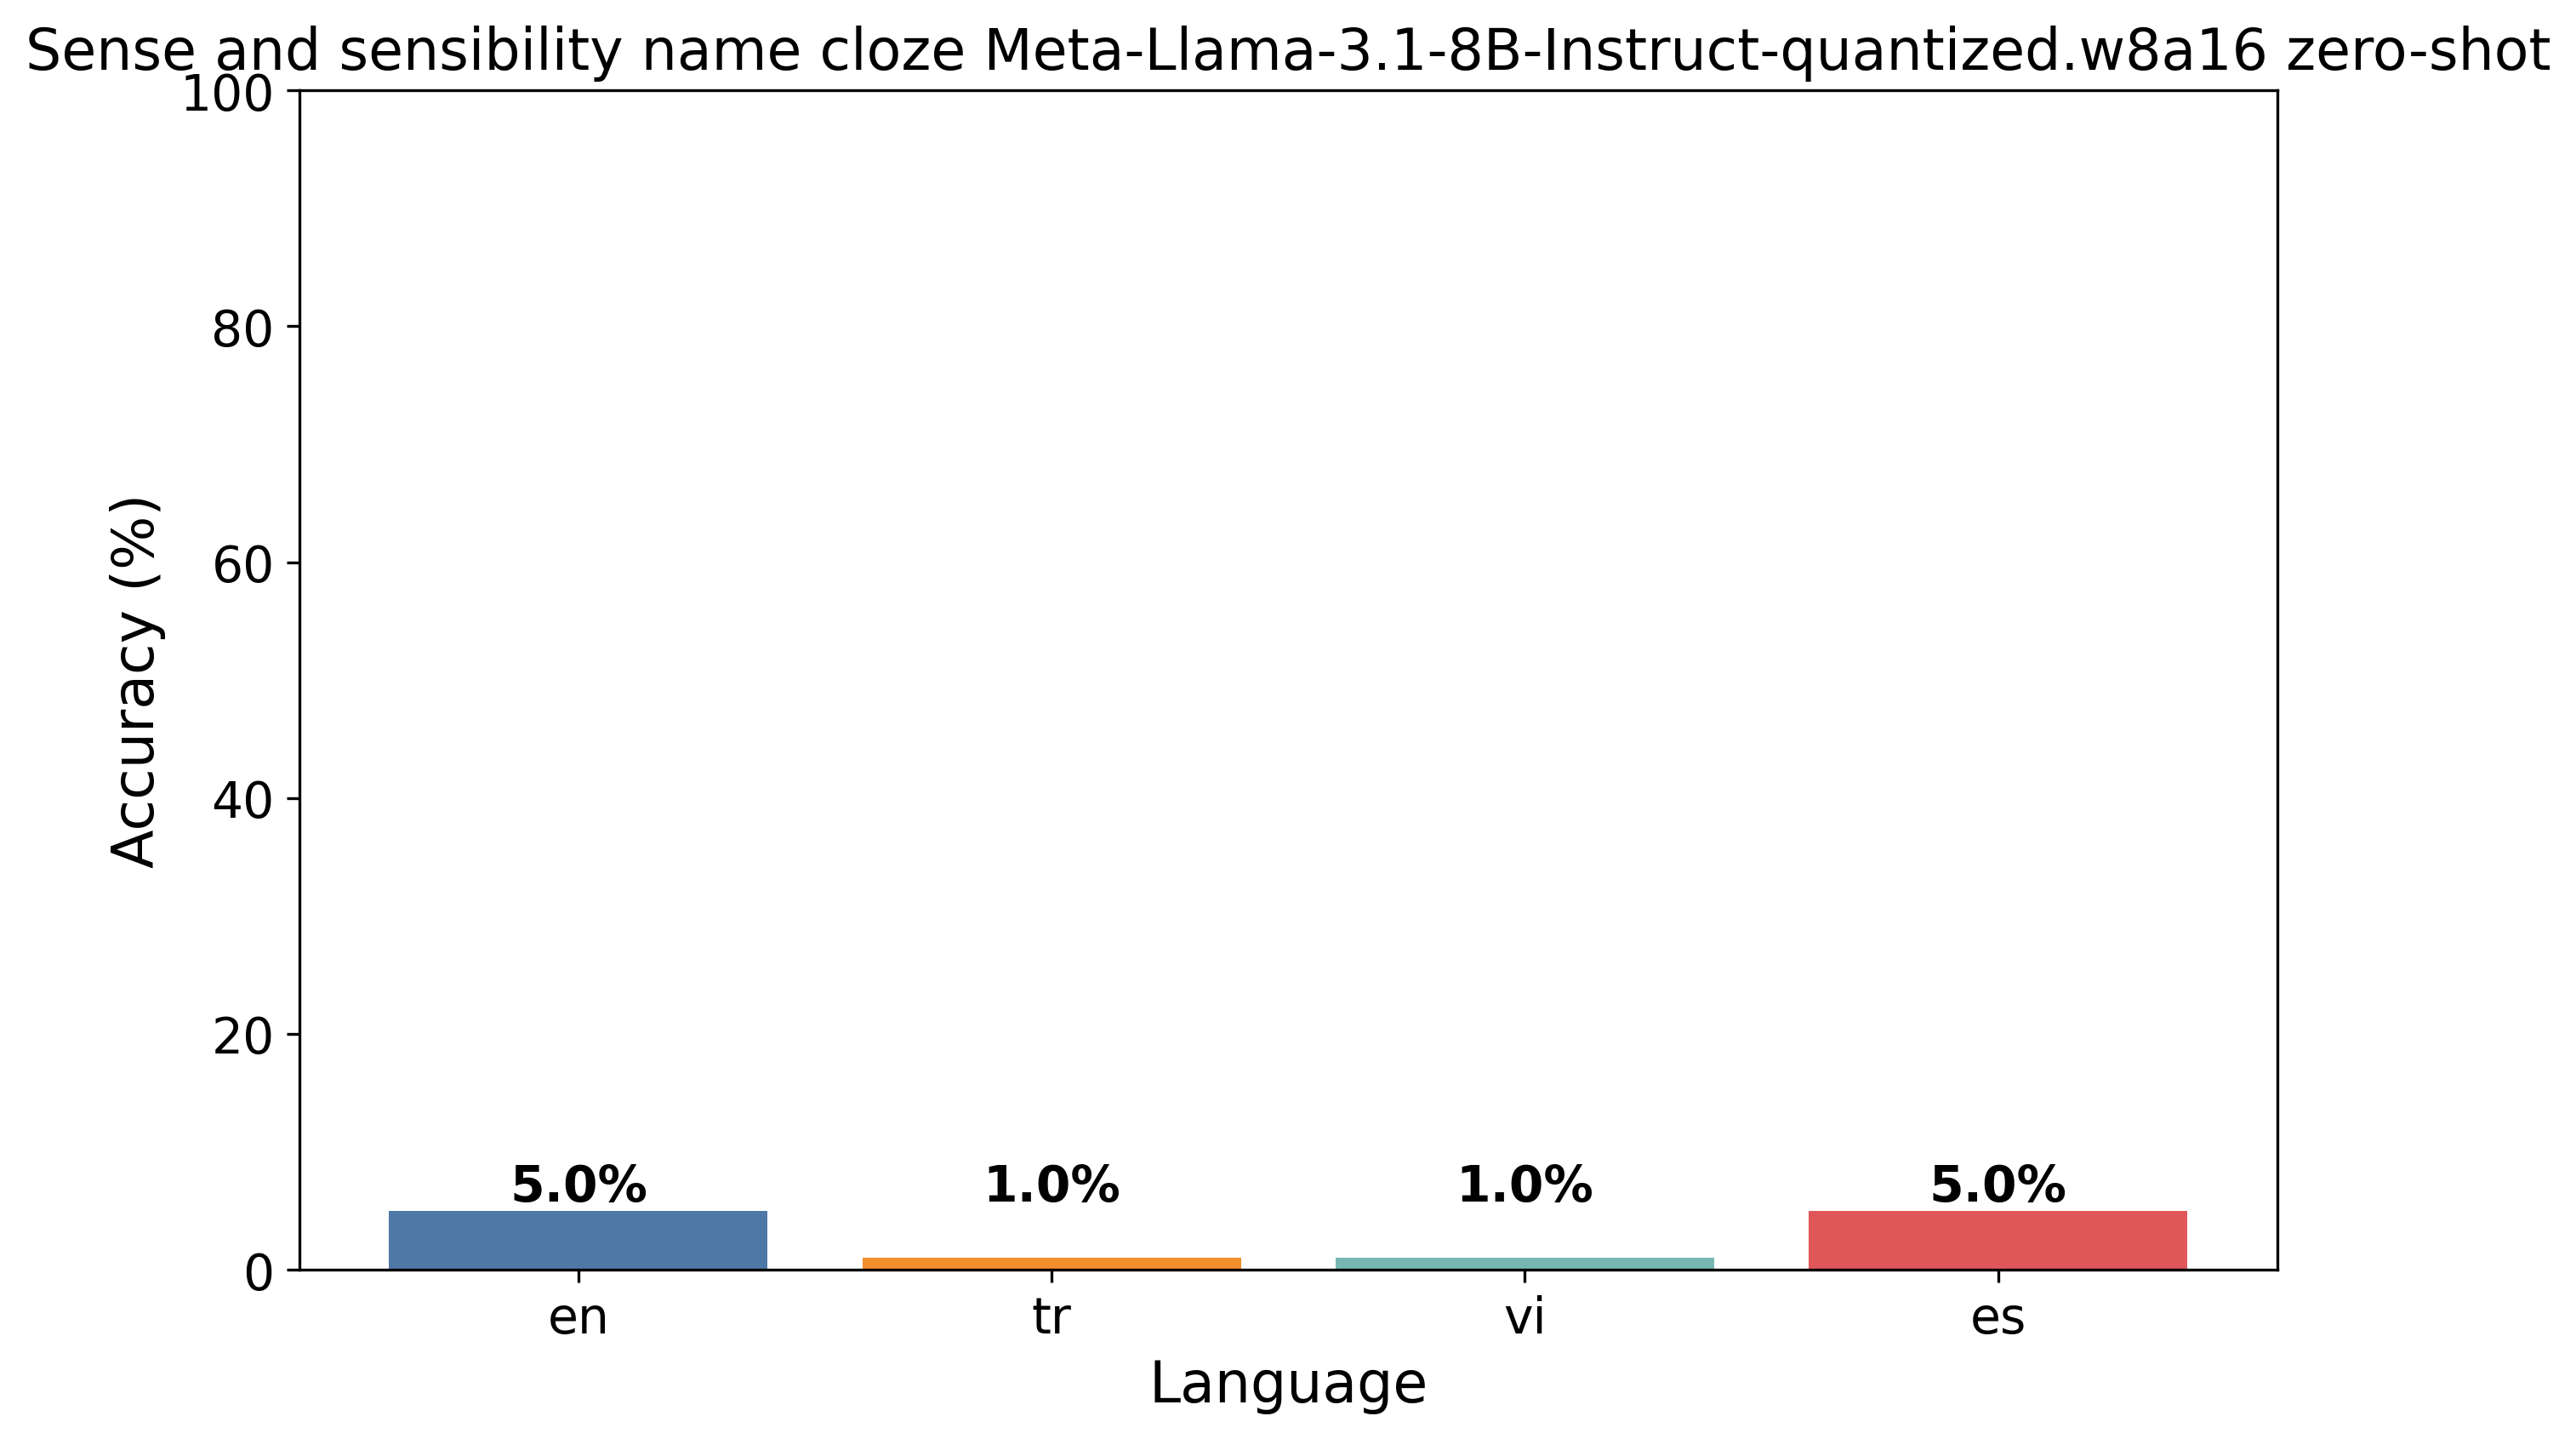 Sense and sensibility name cloze Meta-Llama-3.1-8B-Instruct-quantized.w8a16 zero-shot
100
80
60
40
20
0
Accuracy (%)
5.0%
1.0%
1.0%
5.0%
en
tr
vi
es
Language